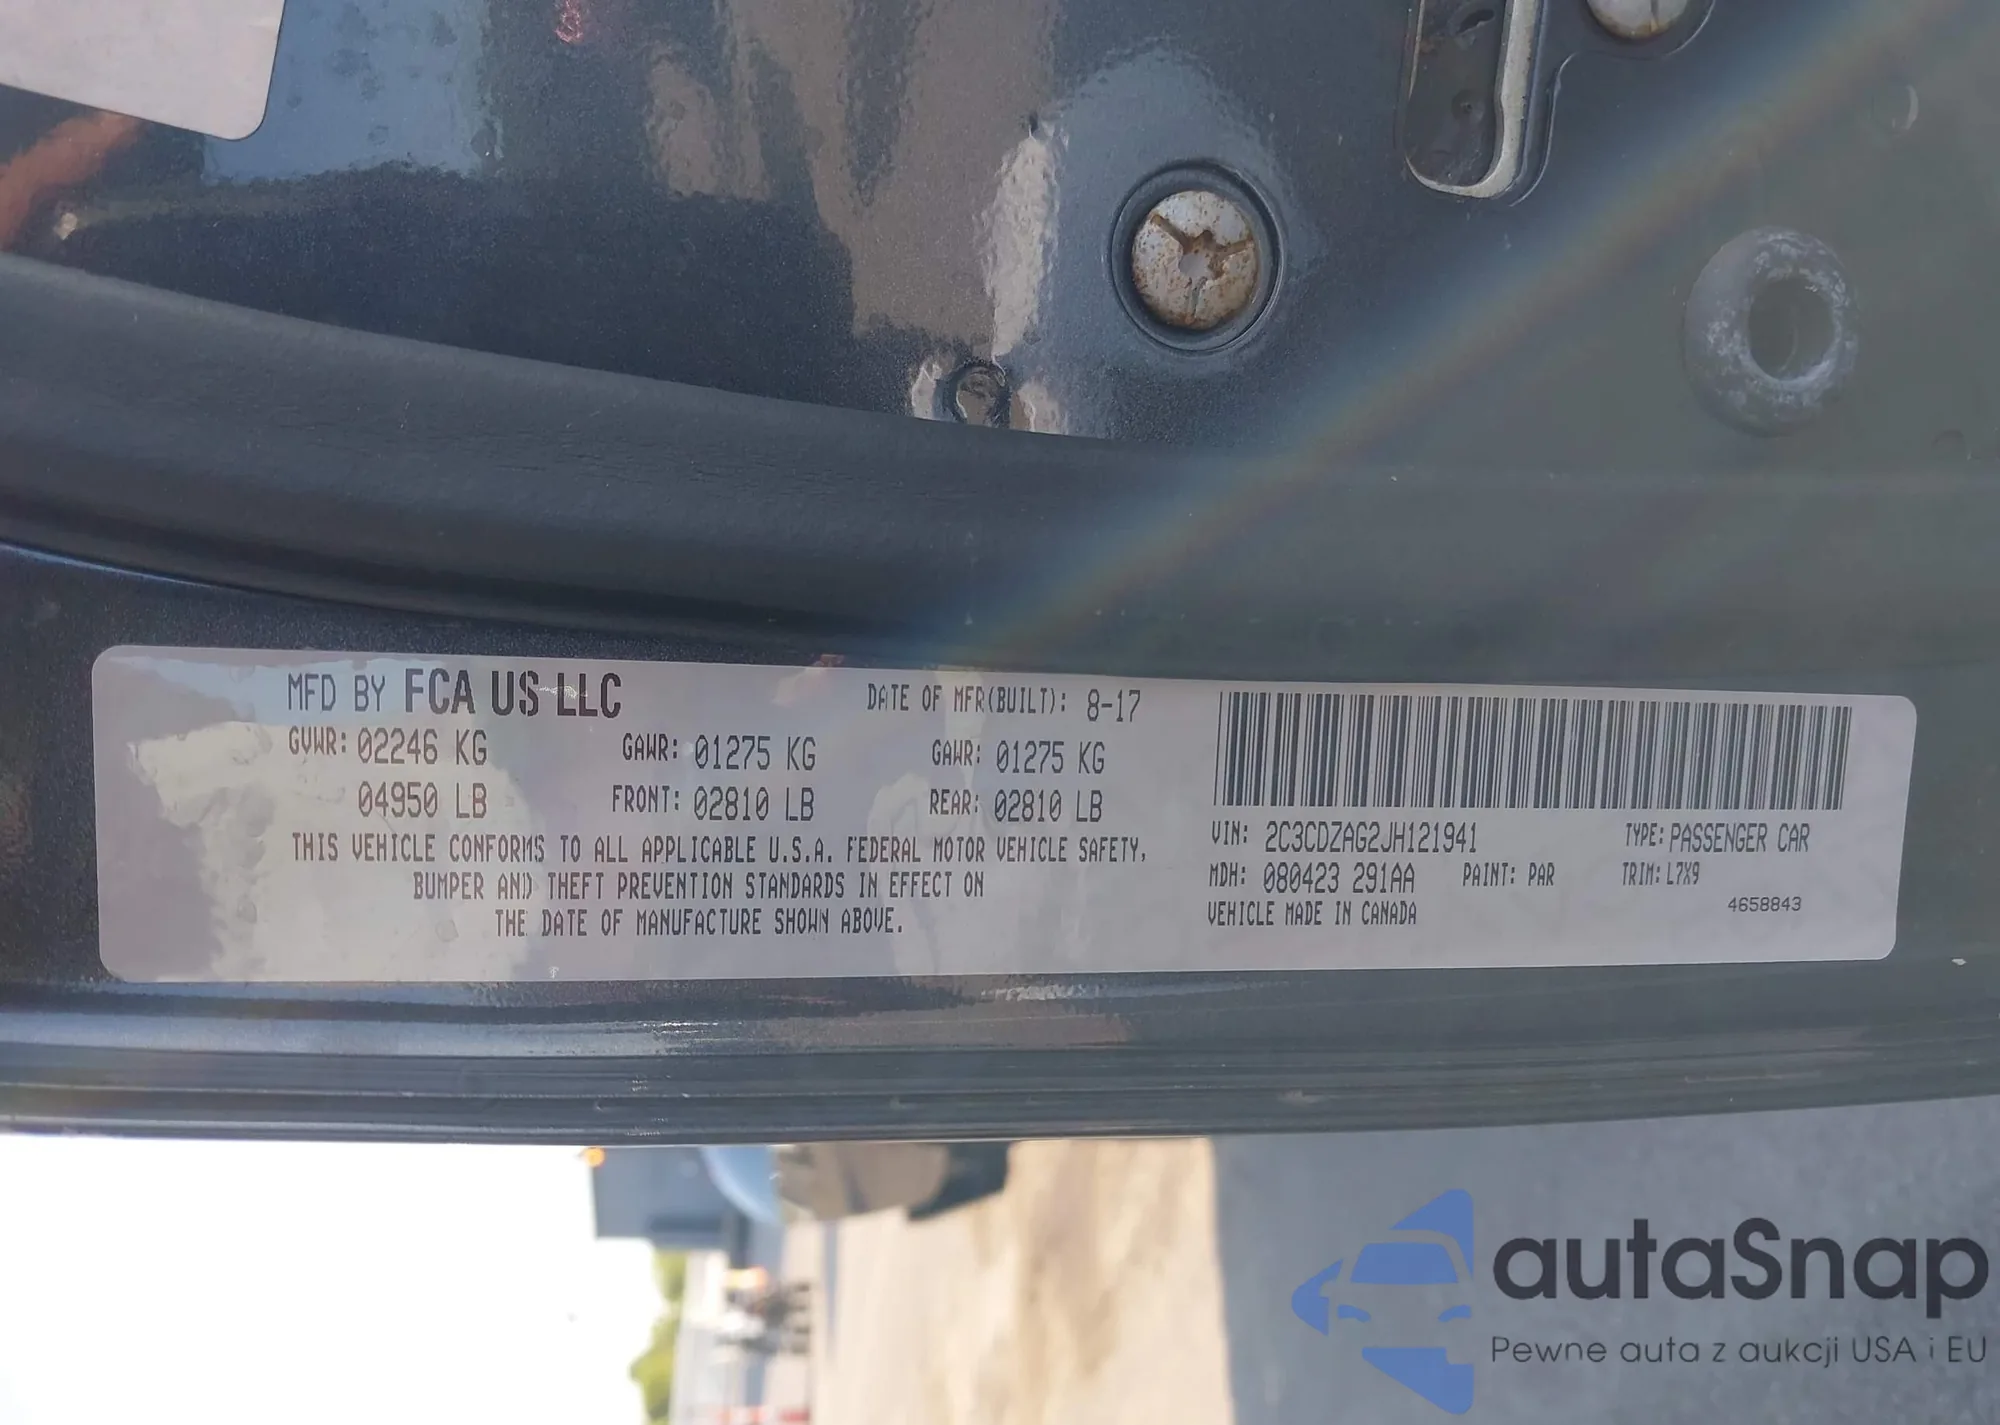 MFD BY FCA US LLC DATE OF MFR(BUILT): 8-17
GVWR: 02246 KG GAWR: 01275 KG GAWR: 01275 KG
04950 LB FRONT: 02810 LB REAR: 02810 LB
THIS VEHICLE CONFORMS TO ALL APPLICABLE U.S.A. FEDERAL MOTOR VEHICLE SAFETY,
BUMPER AND THEFT PREVENTION STANDARDS IN EFFECT ON
THE DATE OF MANUFACTURE SHOWN ABOVE.
VIN: 2C3CDZAG2JH121941 TYPE: PASSENGER CAR
MDH: 080423 291AA PAINT: PAR TRIM: L7X9
VEHICLE MADE IN CANADA 4658843
autaSnap
Pewne auta z aukcji USA i EU